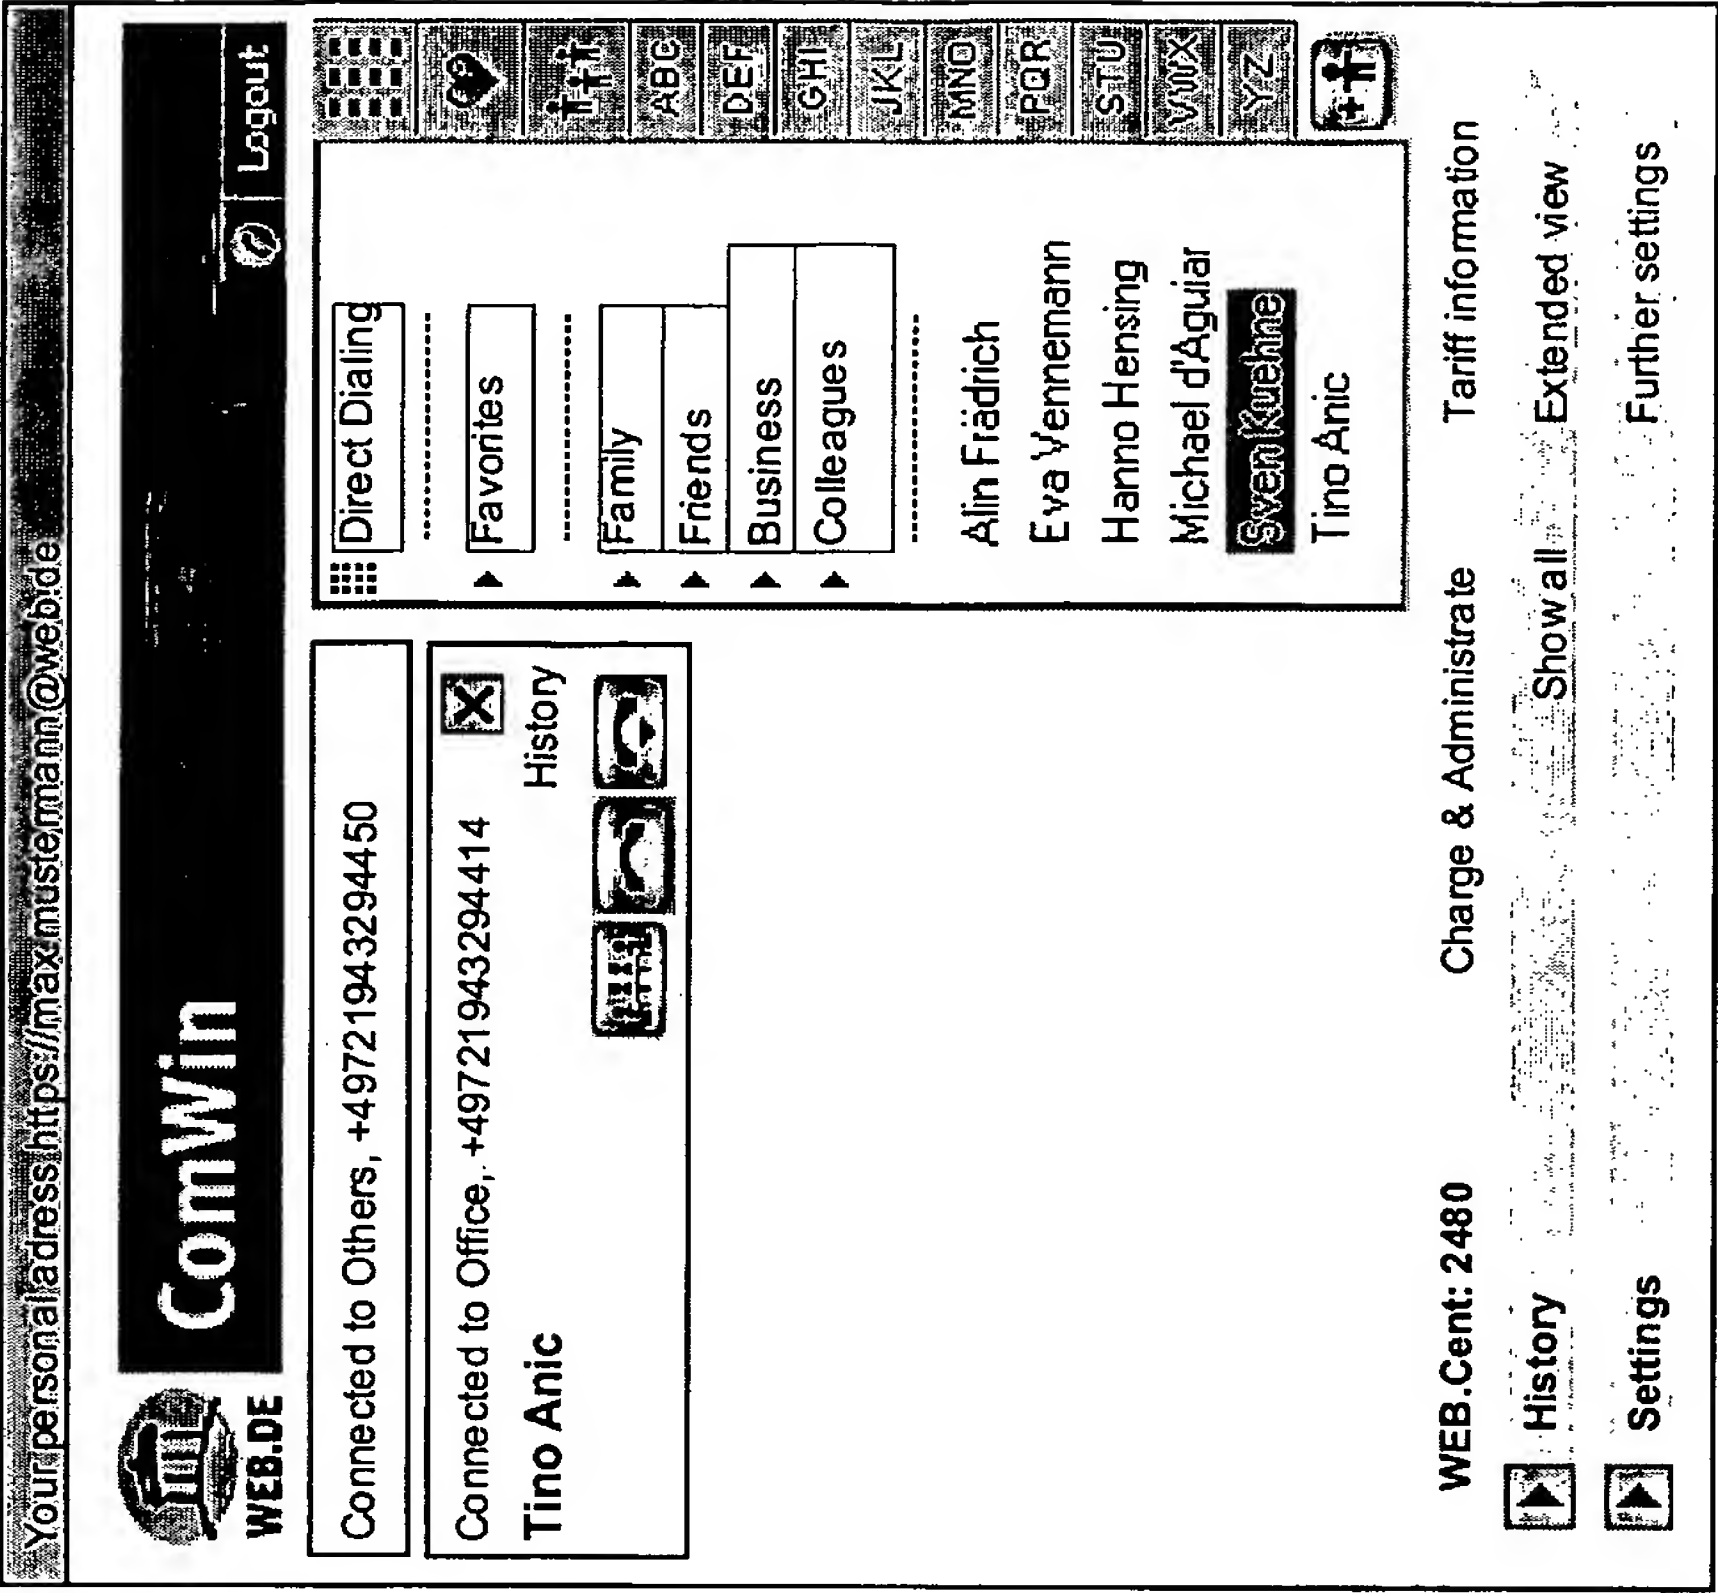 Your personal adress https://max.mustermann@web.de
WEB.DE
ComWin
Logout
Connected to Others, +49721943294450
Connected to Office, +49721943294414
Tino Anic
History
Direct Dialing
Favorites
Family
Friends
Business
Colleagues
Alin Frädrich
Eva Vennemann
Hanno Hensing
Michael d'Aguiar
Sven Kuehne
Tino Anic
ABC
DEF
GHI
JKL
MNO
PQR
STU
VWX
YZ
WEB.Cent: 2480 Charge & Administrate Tariff information
History Show all Extended view
Settings Further settings